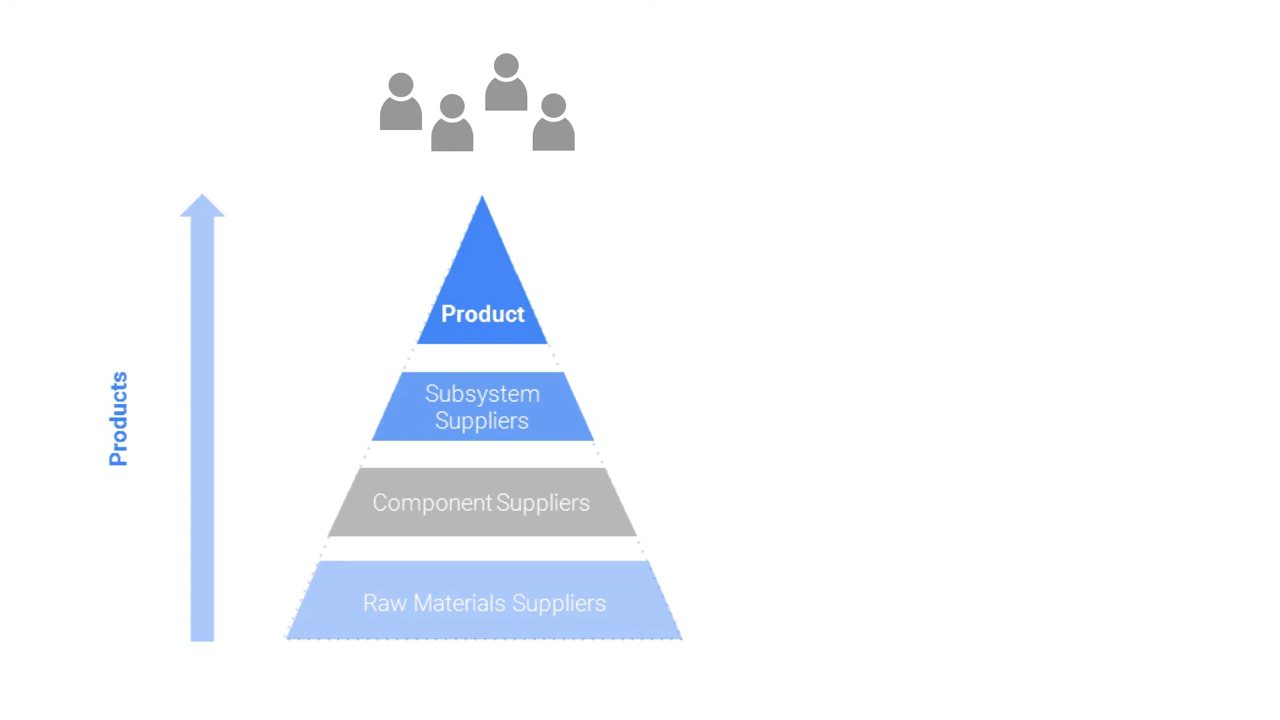 Product
Subsystem
Suppliers
Products
Component Suppliers
Raw Materials Suppliers